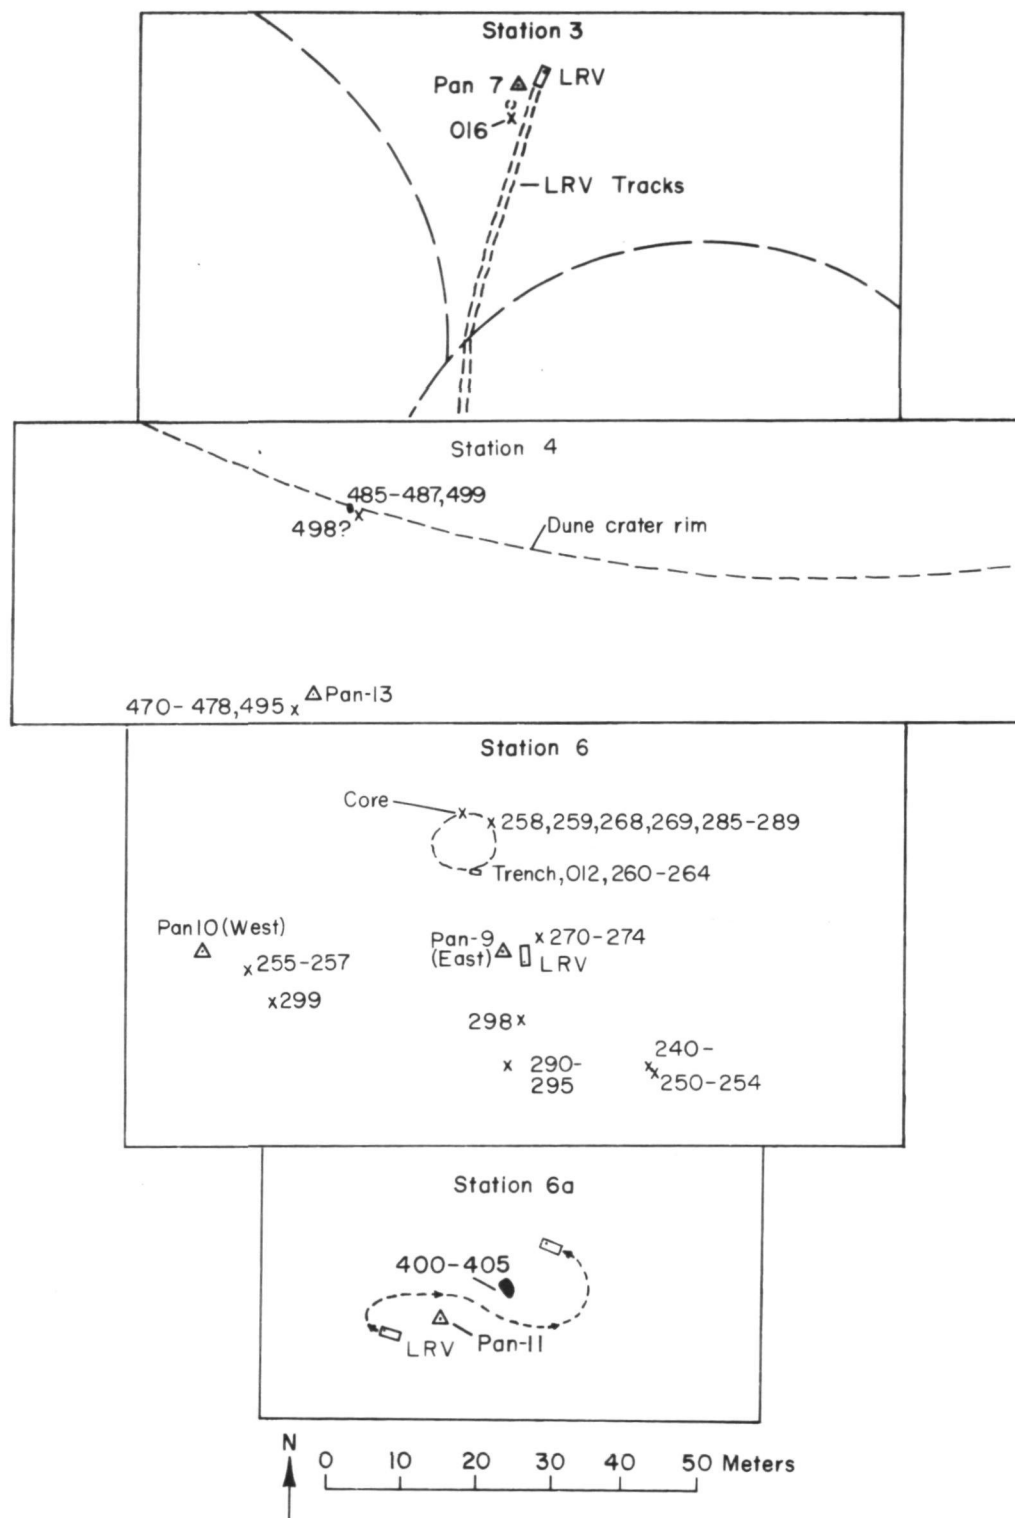 Station 3
Pan 7
LRV
016
LRV Tracks
Station 4
485-487,499
498?
Dune crater rim
Pan-13
470-478,495
Station 6
Core
258,259,268,269,285-289
Trench,012,260-264
Pan 10 (West)
255-257
299
Pan-9
(East)
270-274
LRV
298
290-
295
240-
250-254
Station 6a
400-405
LRV
Pan-11
N
0 10 20 30 40 50 Meters